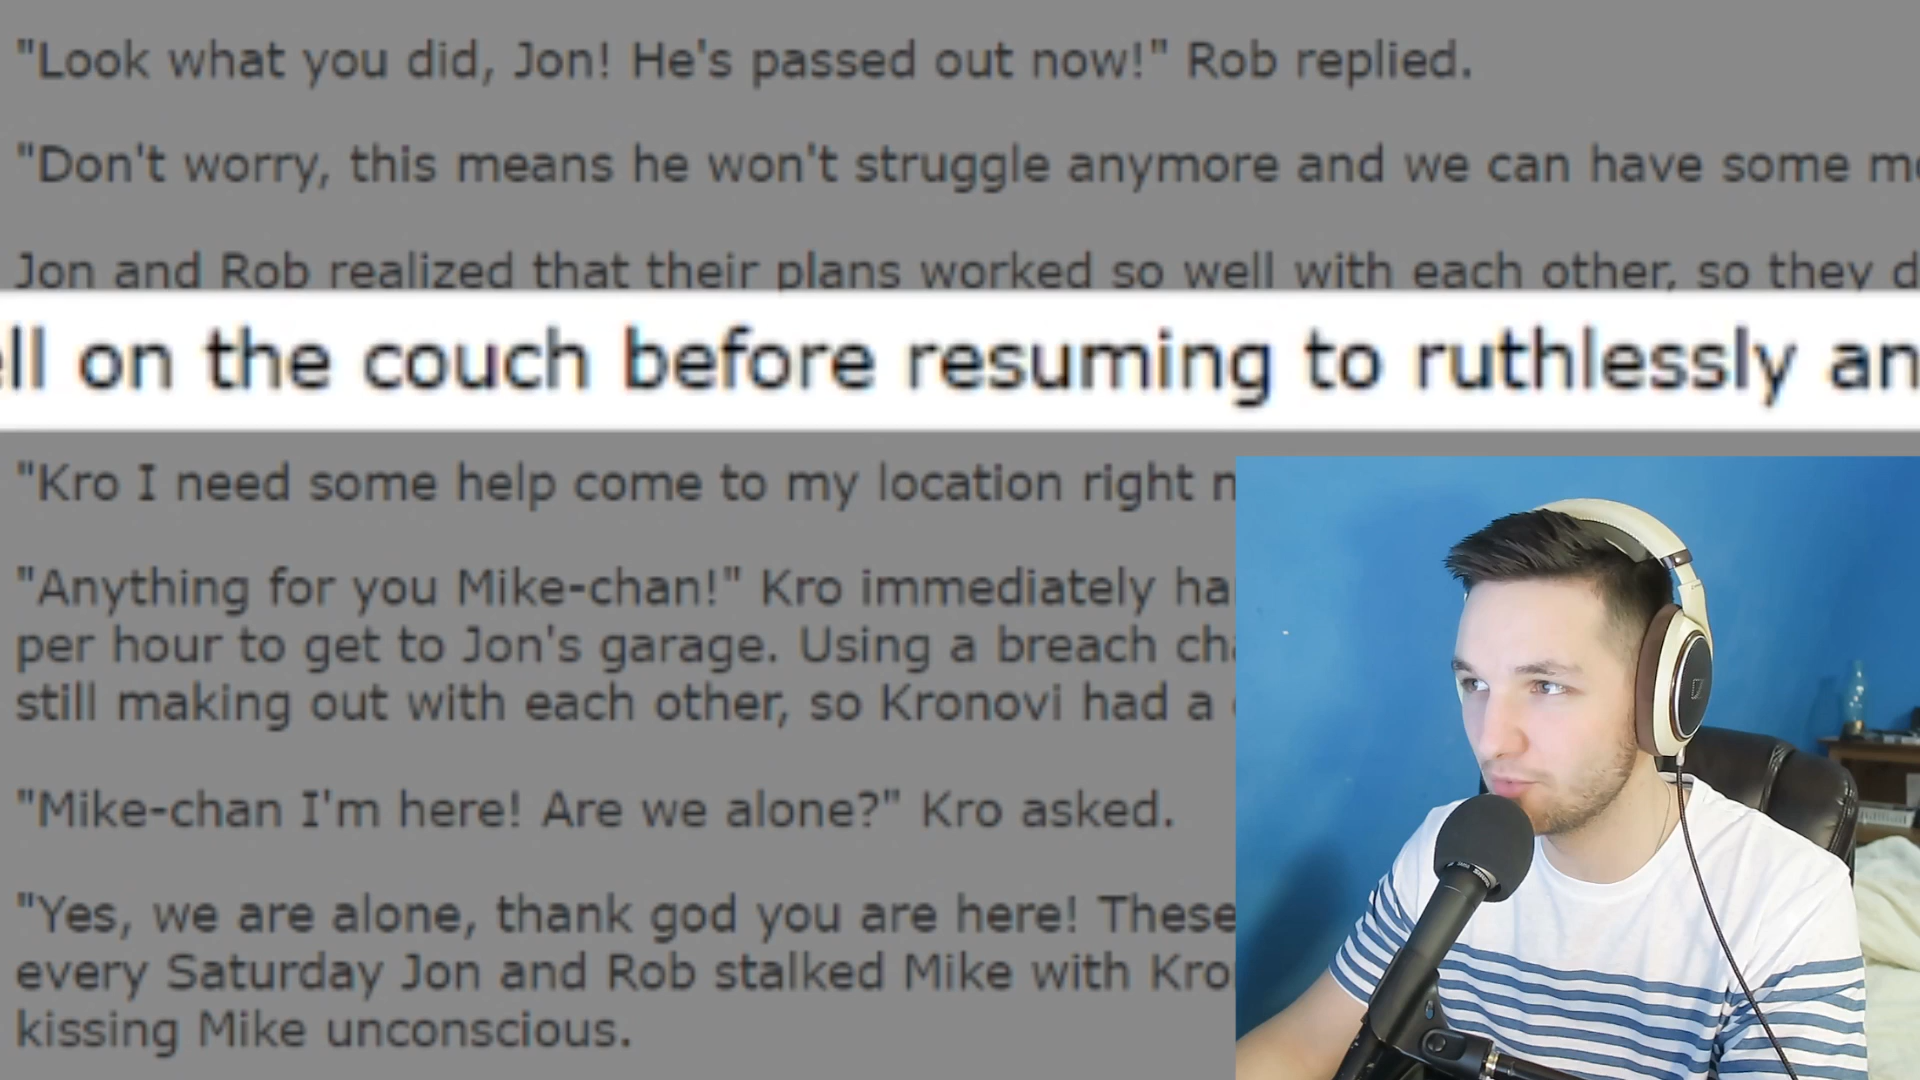 "Look what you did, Jon! He's passed out now!" Rob replied.
"Don't worry, this means he won't struggle anymore and we can have some
Jon and Rob realized that their plans worked so well with each other, so they
on the couch before resuming to ruthlessly
"Kro I need some help come to my location right
"Anything for you Mike-chan!" Kro immediately
per hour to get to Jon's garage. Using a breach
still making out with each other, so Kronovi had a
"Mike-chan I'm here! Are we alone?" Kro asked.
"Yes, we are alone, thank god you are here! These
every Saturday Jon and Rob stalked Mike with
kissing Mike unconscious.